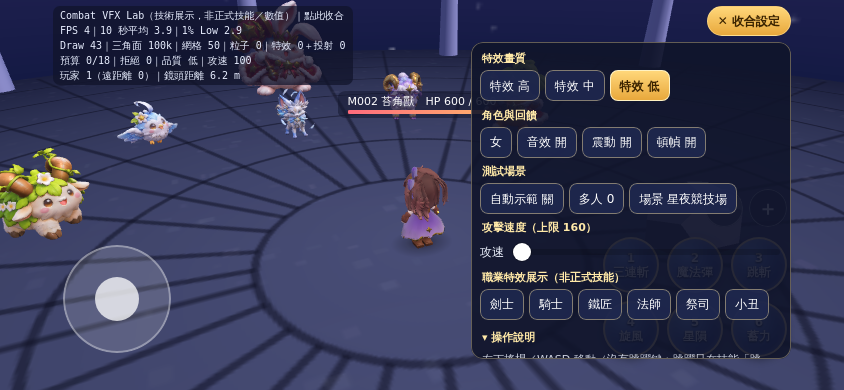 Combat VFX Lab（技術展示，非正式技能／數值）｜點此收合
FPS 4｜10 秒平均 3.9｜1% Low 2.9
Draw 43｜三角面 100k｜網格 50｜粒子 0｜特效 0＋投射 0
預算 0/18｜拒絕 0｜品質 低｜攻速 100
玩家 1（遠距離 0）｜鏡頭距離 6.2 m
✕ 收合設定
M002 苔角獸 HP 600 /
特效畫質
特效 高
特效 中
特效 低
角色與回饋
女
音效 開
震動 開
頓幀 開
測試場景
自動示範 關
多人 0
場景 星夜競技場
攻擊速度（上限 160）
攻速
職業特效展示（非正式技能）
劍士
騎士
鐵匠
法師
祭司
小丑
▾ 操作說明
1
2 魔法彈
3 跳斬
旋風
星隕
蓄力